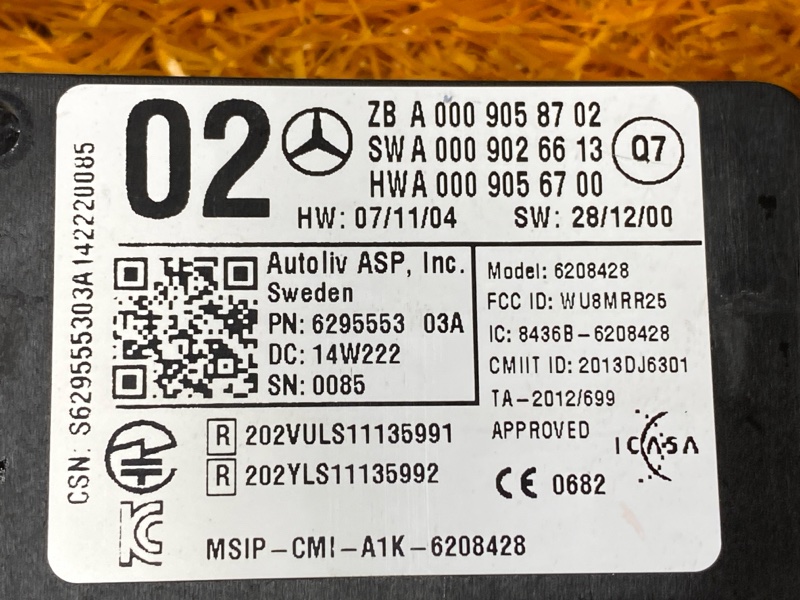 02
ZB A 000 905 87 02
SW A 000 902 66 13
HW A 000 905 67 00
Q7
HW: 07/11/04 SW: 28/12/00
CSN: S629555303A142220085
Autoliv ASP, Inc.
Sweden
PN: 6295553 03A
DC: 14W222
SN: 0085
Model: 6208428
FCC ID: WU8MRR25
IC: 8436B-6208428
CMIIT ID: 2013DJ6301
TA-2012/699
APPROVED
ICASA
R 202VULS11135991
R 202YLS11135992
CE 0682
MSIP-CMI-A1K-6208428